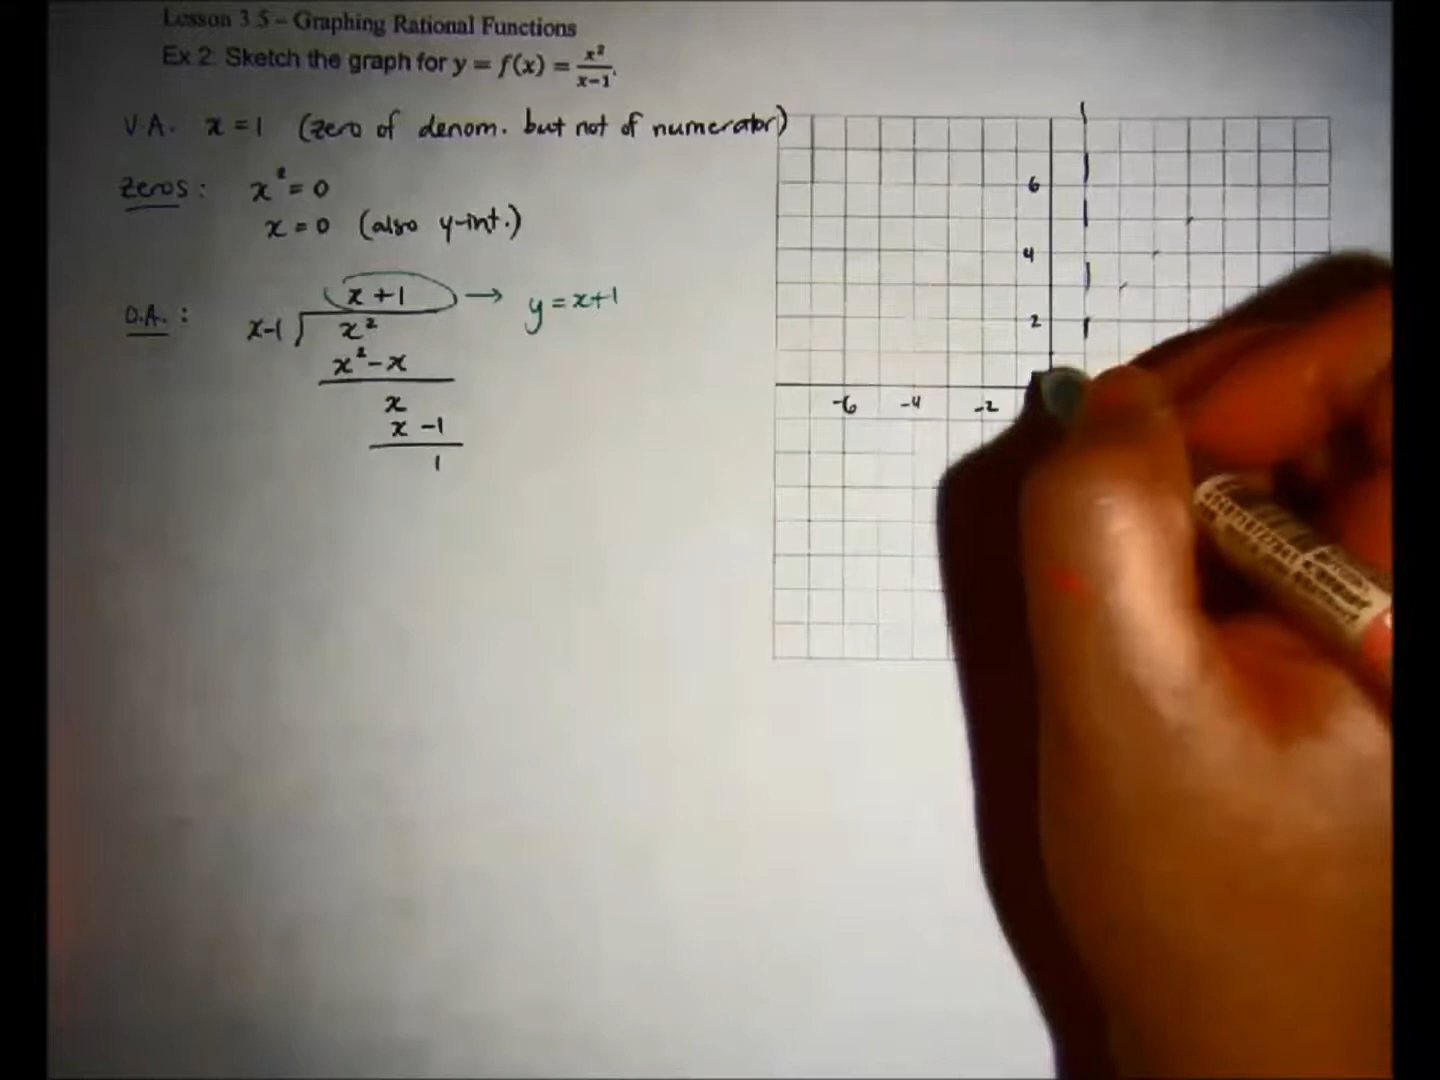 Lesson 3.5 – Graphing Rational Functions
Ex 2: Sketch the graph for y = f(x) = x²/x−1.
V.A. x = 1 (zero of denom. but not of numerator)
zeros: x² = 0
x = 0 (also y-int.)
O.A.: x + 1 → y = x+1
x-1 x²
x² - x
x
x - 1
1
6
4
2
-6 -4 -2